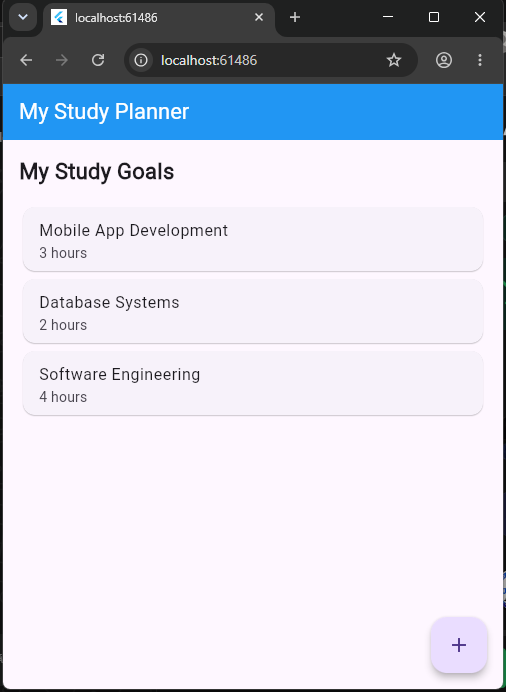 localhost:61486
localhost:61486
My Study Planner
My Study Goals
Mobile App Development
3 hours
Database Systems
2 hours
Software Engineering
4 hours